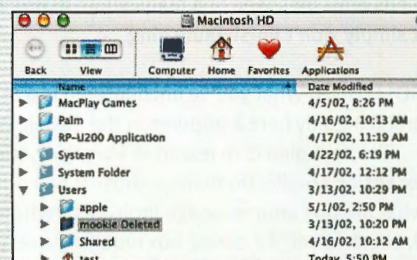 Macintosh HD
Back View Computer Home Favorites Applications
Name Date Modified
MacPlay Games 4/5/02, 8:26 PM
Palm 4/16/02, 10:13 AM
RP-U200 Application 4/17/02, 11:19 AM
System 4/22/02, 6:19 PM
System Folder 4/17/02, 12:12 PM
Users 3/13/02, 10:29 PM
apple 5/1/02, 2:50 PM
mookie Deleted 3/13/02, 10:20 PM
Shared 4/16/02, 10:12 AM
test Today, 5:50 PM